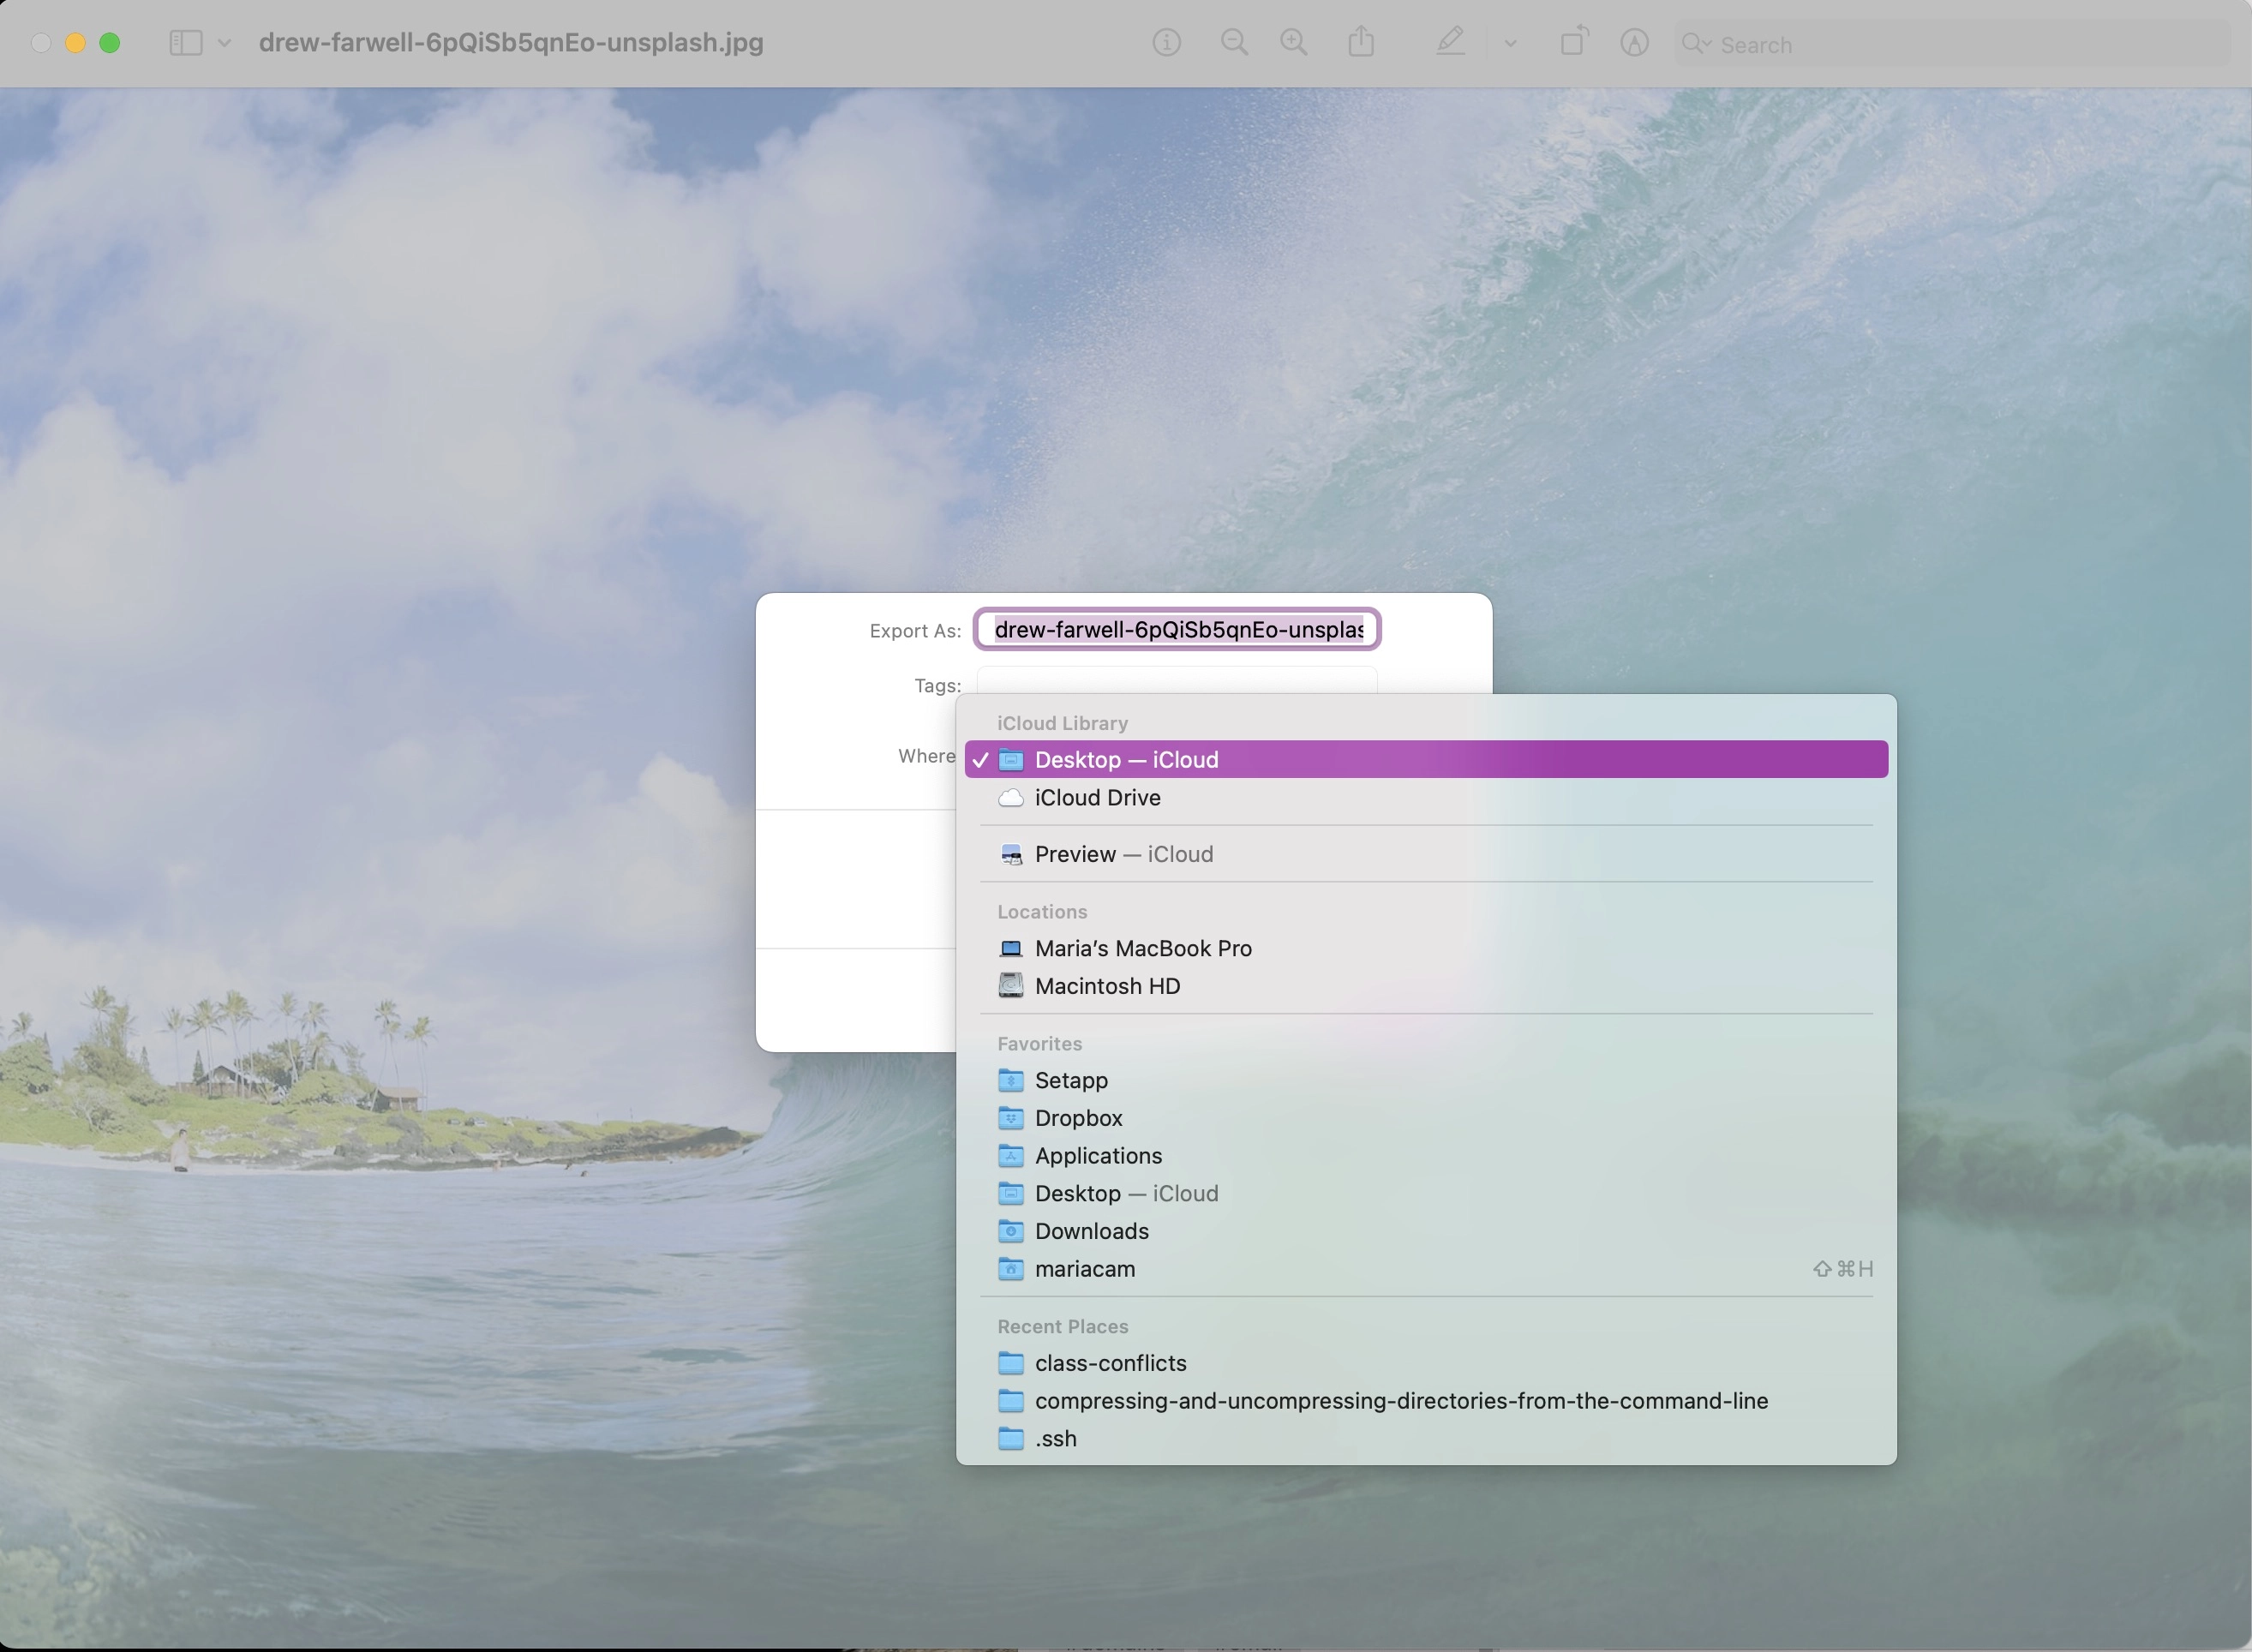 drew-farwell-6pQiSb5qnEo-unsplash.jpg
Search
Export As:
drew-farwell-6pQiSb5qnEo-unsplas
Tags:
Where
iCloud Library
✓ Desktop — iCloud
iCloud Drive
Preview — iCloud
Locations
Maria’s MacBook Pro
Macintosh HD
Favorites
Setapp
Dropbox
Applications
Desktop — iCloud
Downloads
mariacam ⇧⌘H
Recent Places
class-conflicts
compressing-and-uncompressing-directories-from-the-command-line
.ssh